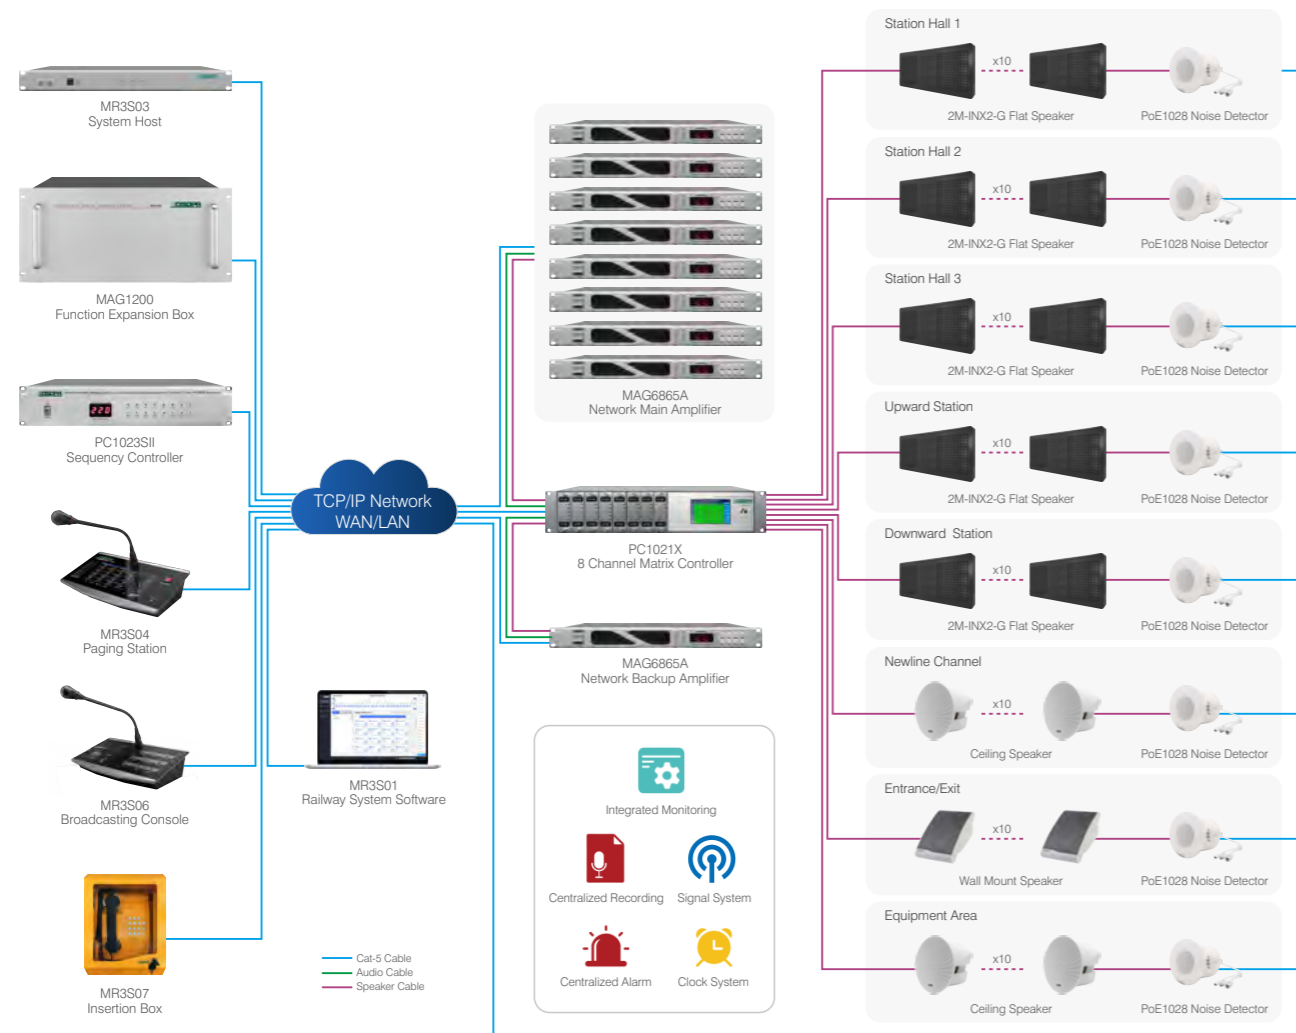 MR3S03
System Host
MAG1200
Function Expansion Box
PC1023SII
Sequency Controller
220
MR3S04
Paging Station
MR3S06
Broadcasting Console
MR3S07
Insertion Box
TCP/IP Network
WAN/LAN
MR3S01
Railway System Software
Cat-5 Cable
Audio Cable
Speaker Cable
MAG6865A
Network Main Amplifier
PC1021X
8 Channel Matrix Controller
MAG6865A
Network Backup Amplifier
Integrated Monitoring
Centralized Recording
Signal System
Centralized Alarm
Clock System
Station Hall 1
x10
2M-INX2-G Flat Speaker
PoE1028 Noise Detector
Station Hall 2
x10
2M-INX2-G Flat Speaker
PoE1028 Noise Detector
Station Hall 3
x10
2M-INX2-G Flat Speaker
PoE1028 Noise Detector
Upward Station
x10
2M-INX2-G Flat Speaker
PoE1028 Noise Detector
Downward Station
x10
2M-INX2-G Flat Speaker
PoE1028 Noise Detector
Newline Channel
x10
Ceiling Speaker
PoE1028 Noise Detector
Entrance/Exit
x10
Wall Mount Speaker
PoE1028 Noise Detector
Equipment Area
x10
Ceiling Speaker
PoE1028 Noise Detector